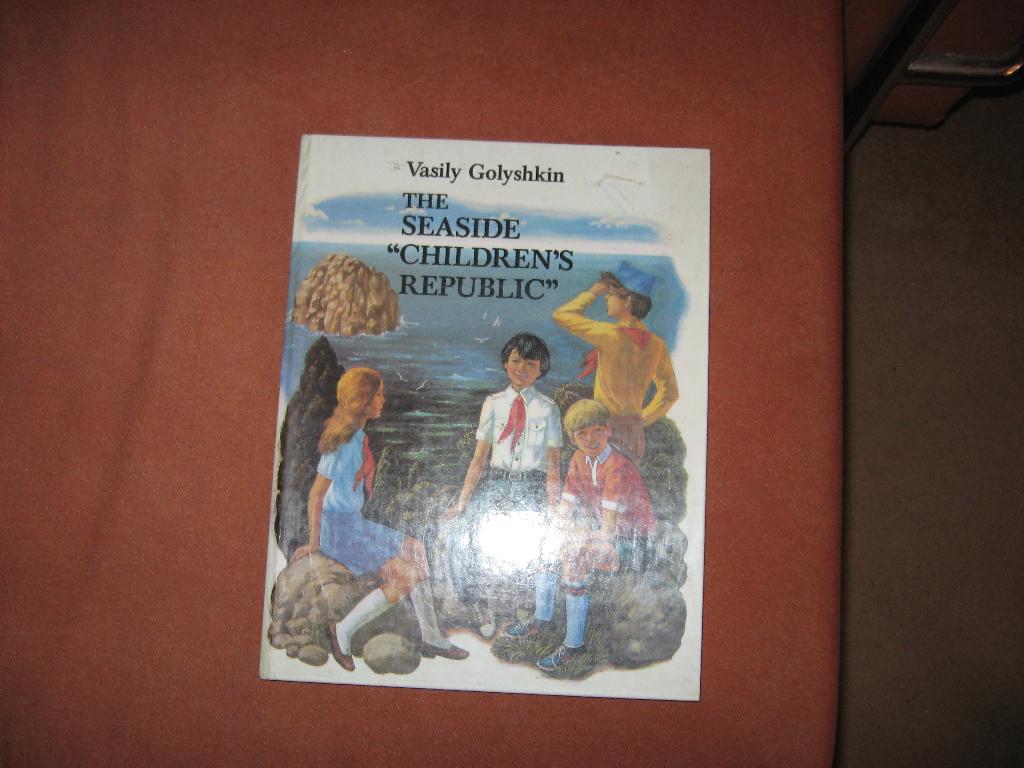 Vasily Golyshkin
THE
SEASIDE
“CHILDREN'S
REPUBLIC”